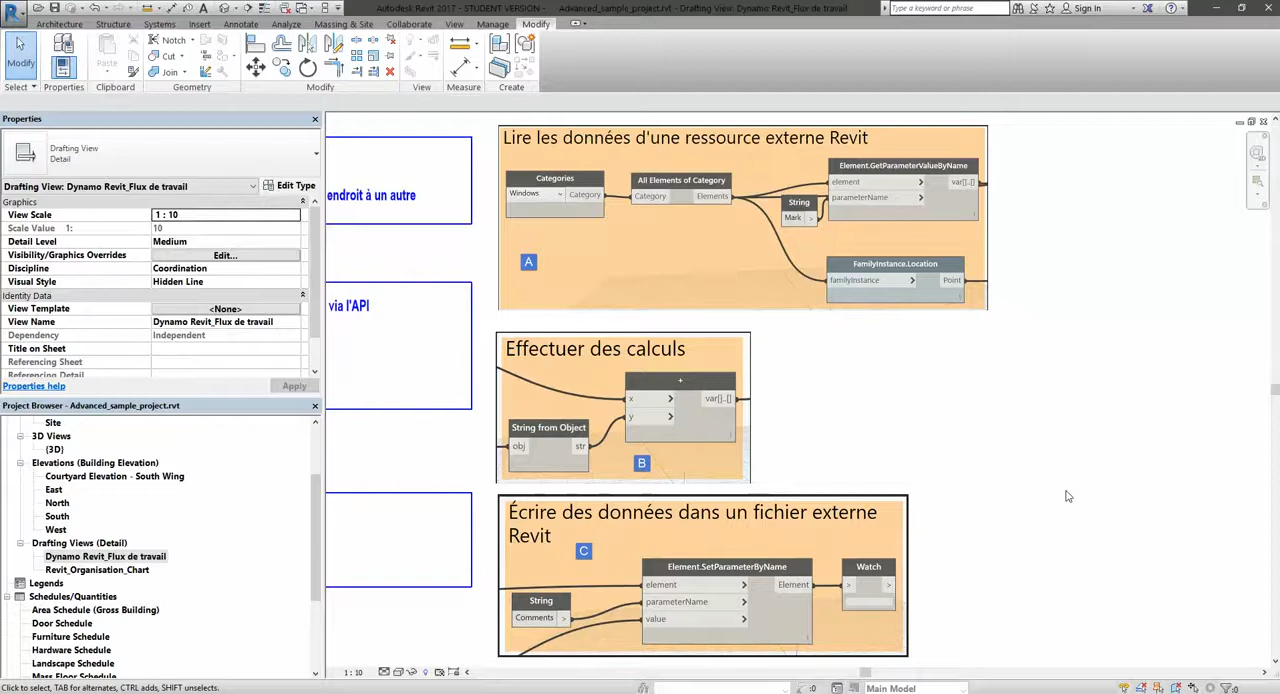 Autodesk Revit 2017 - STUDENT VERSION - Advanced_sample_project.rvt - Drafting View: Dynamo Revit_Flux de travail
Type a keyword or phrase
Sign In
Architecture Structure Systems Insert Annotate Analyze Massing & Site Collaborate View Manage Modify
Modify
Paste
Notch
Cut
Join
Select Properties Clipboard Geometry Modify View Measure Create
Properties
Drafting View
Detail
Drafting View: Dynamo Revit_Flux de travail Edit Type
Graphics
View Scale 1 : 10
Scale Value 1: 10
Detail Level Medium
Visibility/Graphics Overrides Edit...
Discipline Coordination
Visual Style Hidden Line
Identity Data
View Template <None>
View Name Dynamo Revit_Flux de travail
Dependency Independent
Title on Sheet
Referencing Sheet
Referencing Detail
Properties help Apply
Project Browser - Advanced_sample_project.rvt
Site
3D Views
{3D}
Elevations (Building Elevation)
Courtyard Elevation - South Wing
East
North
South
West
Drafting Views (Detail)
Dynamo Revit_Flux de travail
Revit_Organisation_Chart
Legends
Schedules/Quantities
Area Schedule (Gross Building)
Door Schedule
Furniture Schedule
Hardware Schedule
Landscape Schedule
Mass Floor Schedule
endroit à un autre
via l'API
Lire les données d'une ressource externe Revit
Categories
Windows Category
All Elements of Category
Category Elements
String
Mark >
Element.GetParameterValueByName
element > var[]..[]
parameterName >
A
FamilyInstance.Location
familyInstance > Point
Effectuer des calculs
+
x > var[]..[]
y >
String from Object
obj str
B
Écrire des données dans un fichier externe
Revit
C
Element.SetParameterByName
element > Element
parameterName >
value >
String
Comments >
Watch
> >
1 : 10
Click to select, TAB for alternates, CTRL adds, SHIFT unselects.
:0
Main Model
:0